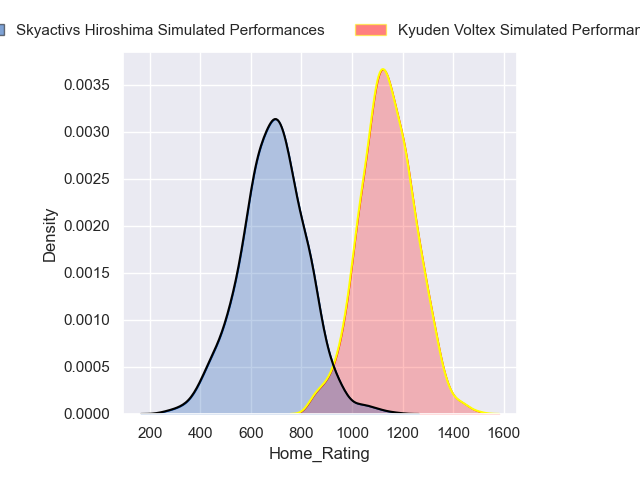 Skyactivs Hiroshima Simulated Performances
Kyuden Voltex Simulated
Density
0.0035
0.0030
0.0025
0.0020
0.0015
0.0010
0.0005
0.0000
200 400 600 800 1000 1200 1400 1600
Home_Rating